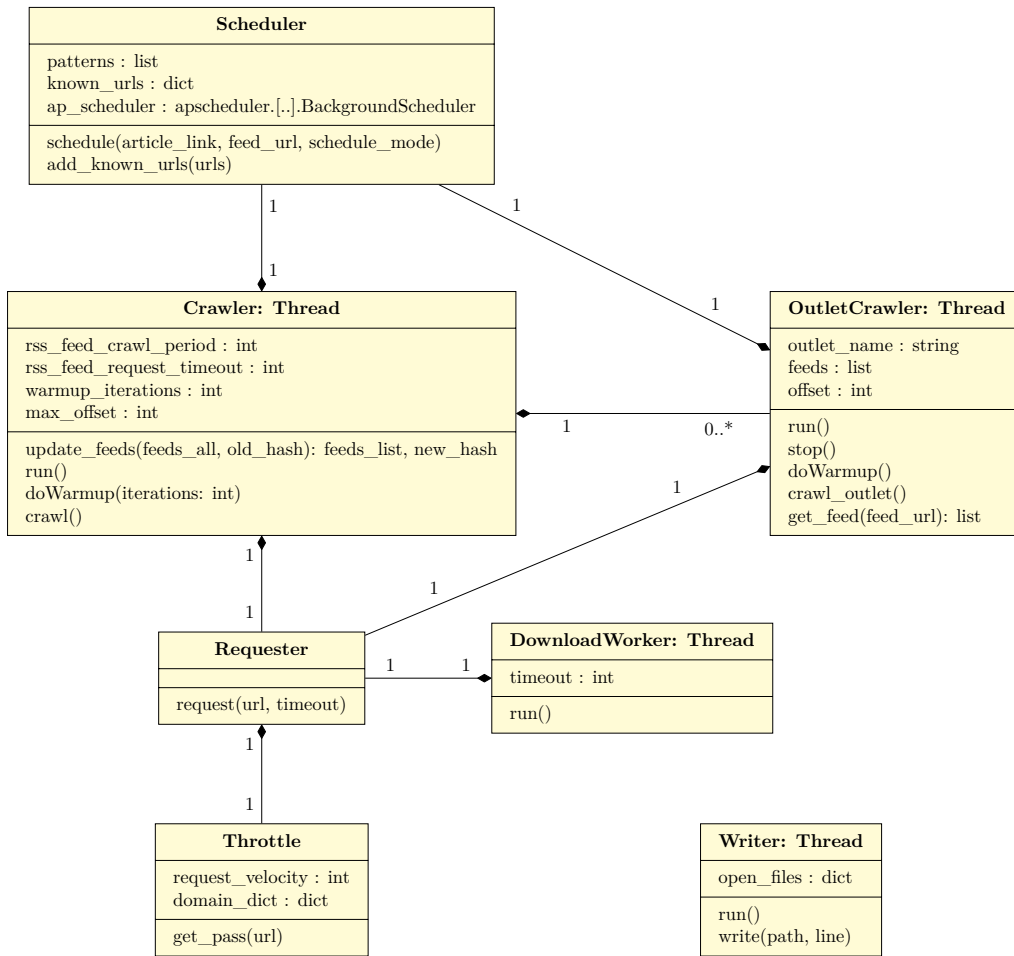 Scheduler
patterns : list
known_urls : dict
ap_scheduler : apscheduler.[..].BackgroundScheduler
schedule(article_link, feed_url, schedule_mode)
add_known_urls(urls)
1
1
1
1
Crawler: Thread
rss_feed_crawl_period : int
rss_feed_request_timeout : int
warmup_iterations : int
max_offset : int
update_feeds(feeds_all, old_hash): feeds_list, new_hash
run()
doWarmup(iterations: int)
crawl()
OutletCrawler: Thread
outlet_name : string
feeds : list
offset : int
run()
stop()
doWarmup()
crawl_outlet()
get_feed(feed_url): list
1
0..*
1
1
1
1
Requester
request(url, timeout)
1
1
DownloadWorker: Thread
timeout : int
run()
1
1
Throttle
request_velocity : int
domain_dict : dict
get_pass(url)
Writer: Thread
open_files : dict
run()
write(path, line)